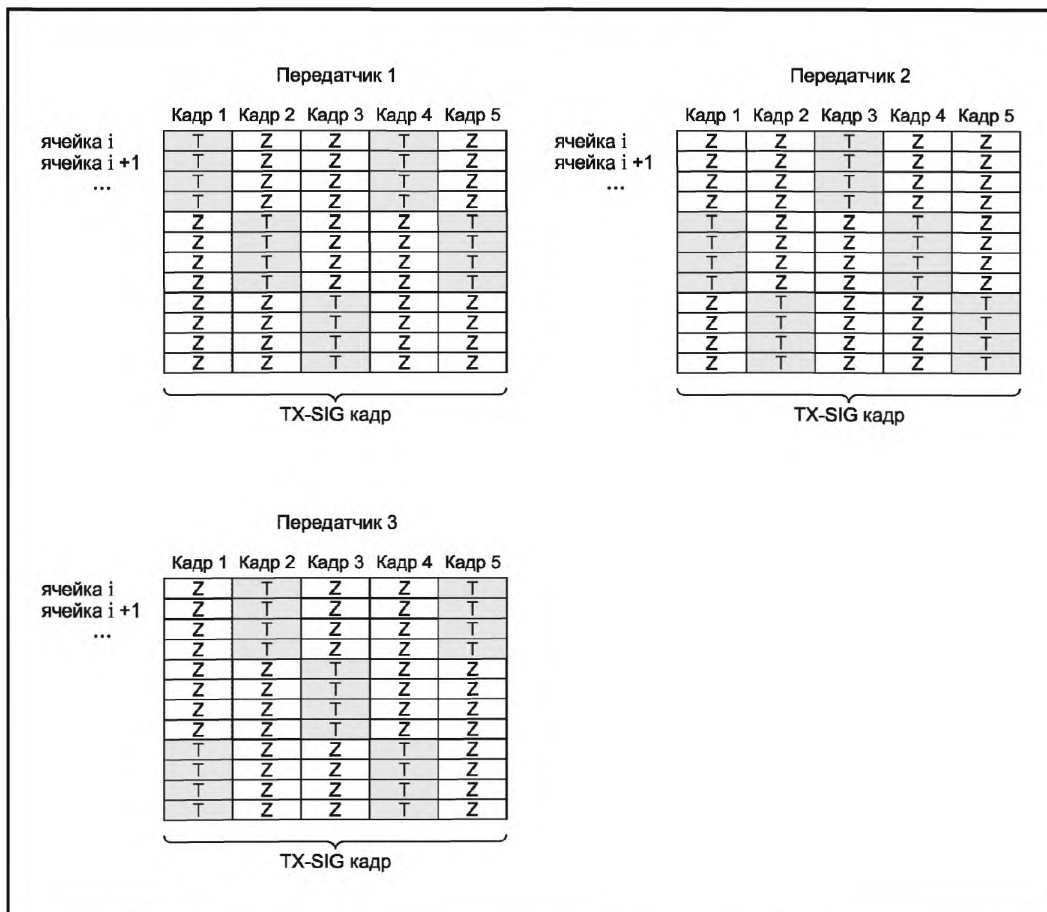 Передатчик 1
Кадр 1 Кадр 2 Кадр 3 Кадр 4 Кадр 5
ячейка i T Z Z T Z
ячейка i +1 T Z Z T Z
... T Z Z T Z
T Z Z T Z
Z T Z Z T
Z T Z Z T
Z T Z Z T
Z T Z Z T
Z Z T Z Z
Z Z T Z Z
Z Z T Z Z
Z Z T Z Z
TX-SIG кадр
Передатчик 2
Кадр 1 Кадр 2 Кадр 3 Кадр 4 Кадр 5
ячейка i Z Z T Z Z
ячейка i +1 Z Z T Z Z
... Z Z T Z Z
Z Z T Z Z
T Z Z T Z
T Z Z T Z
T Z Z T Z
T Z Z T Z
Z T Z Z T
Z T Z Z T
Z T Z Z T
Z T Z Z T
TX-SIG кадр
Передатчик 3
Кадр 1 Кадр 2 Кадр 3 Кадр 4 Кадр 5
ячейка i Z T Z Z T
ячейка i +1 Z T Z Z T
... Z T Z Z T
Z T Z Z T
Z Z T Z Z
Z Z T Z Z
Z Z T Z Z
Z Z T Z Z
T Z Z T Z
T Z Z T Z
T Z Z T Z
T Z Z T Z
TX-SIG кадр